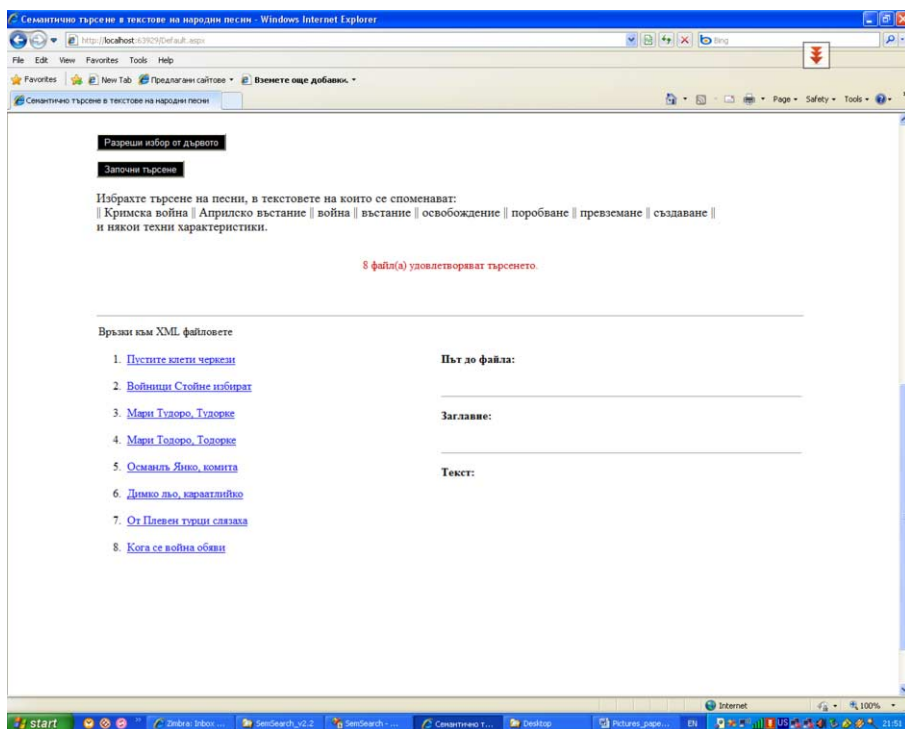 Семантично търсене в текстове на народни песни - Windows Internet Explorer
http://localhost:63929/Default.aspx
Bing
File Edit View Favorites Tools Help
Favorites New Tab Предлагани сайтове Вземете още добавки.
Семантично търсене в текстове на народни песни
Page Safety Tools
Разреши избор от дървото
Започни търсене
Избрахте търсене на песни, в текстовете на които се споменават:
|| Кримска война || Априлско въстание || война || въстание || освобождение || поробване || превземане || създаване ||
и някои техни характеристики.
8 файл(а) удовлетворяват търсенето.
Връзки към XML файловете
1. Пустите клети черкези
Път до файла:
2. Войници Стойне избират
3. Мари Тудоро, Тудорке
Заглавие:
4. Мари Тодоро, Тодорке
5. Османлъ Янко, комита
Текст:
6. Димко льо, караатлийко
7. От Плевен турци слязаха
8. Кога се война обяви
Internet
100%
start
Zimbra: Inbox ...
SemSearch_v2.2
SemSearch - ...
Семантично т...
Desktop
Pictures_pape...
EN
US
21:51